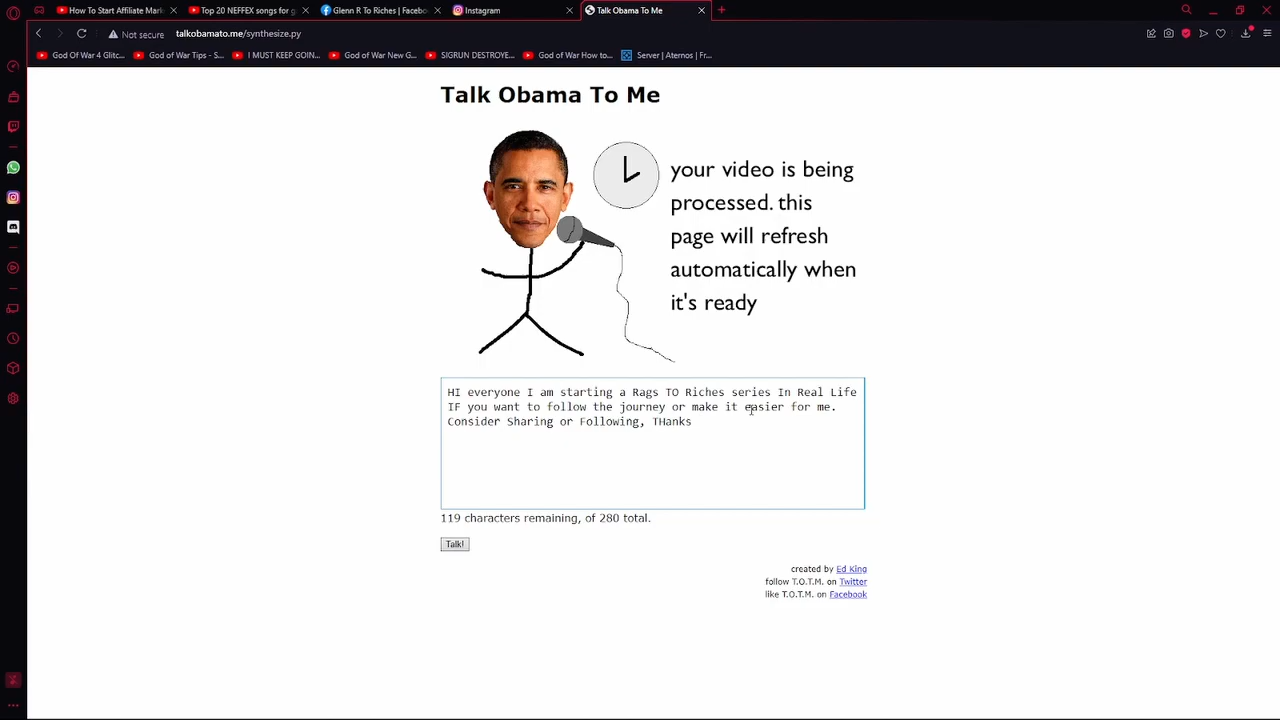 How To Start Affiliate Mark
Top 20 NEFFEX songs for g
Glenn R To Riches | Facebo
Instagram
Talk Obama To Me
Not secure
talkobamato.me/synthesize.py
God Of War 4 Glitc...
God of War Tips - S...
I MUST KEEP GOIN...
God of War New G...
SIGRUN DESTROYE...
God of War How to...
Server | Aternos | Fr...
Talk Obama To Me
your video is being
processed. this
page will refresh
automatically when
it's ready
HI everyone I am starting a Rags TO Riches series In Real Life
IF you want to follow the journey or make it easier for me.
Consider Sharing or Following, THanks
119 characters remaining, of 280 total.
Talk!
created by Ed King
follow T.O.T.M. on Twitter
like T.O.T.M. on Facebook